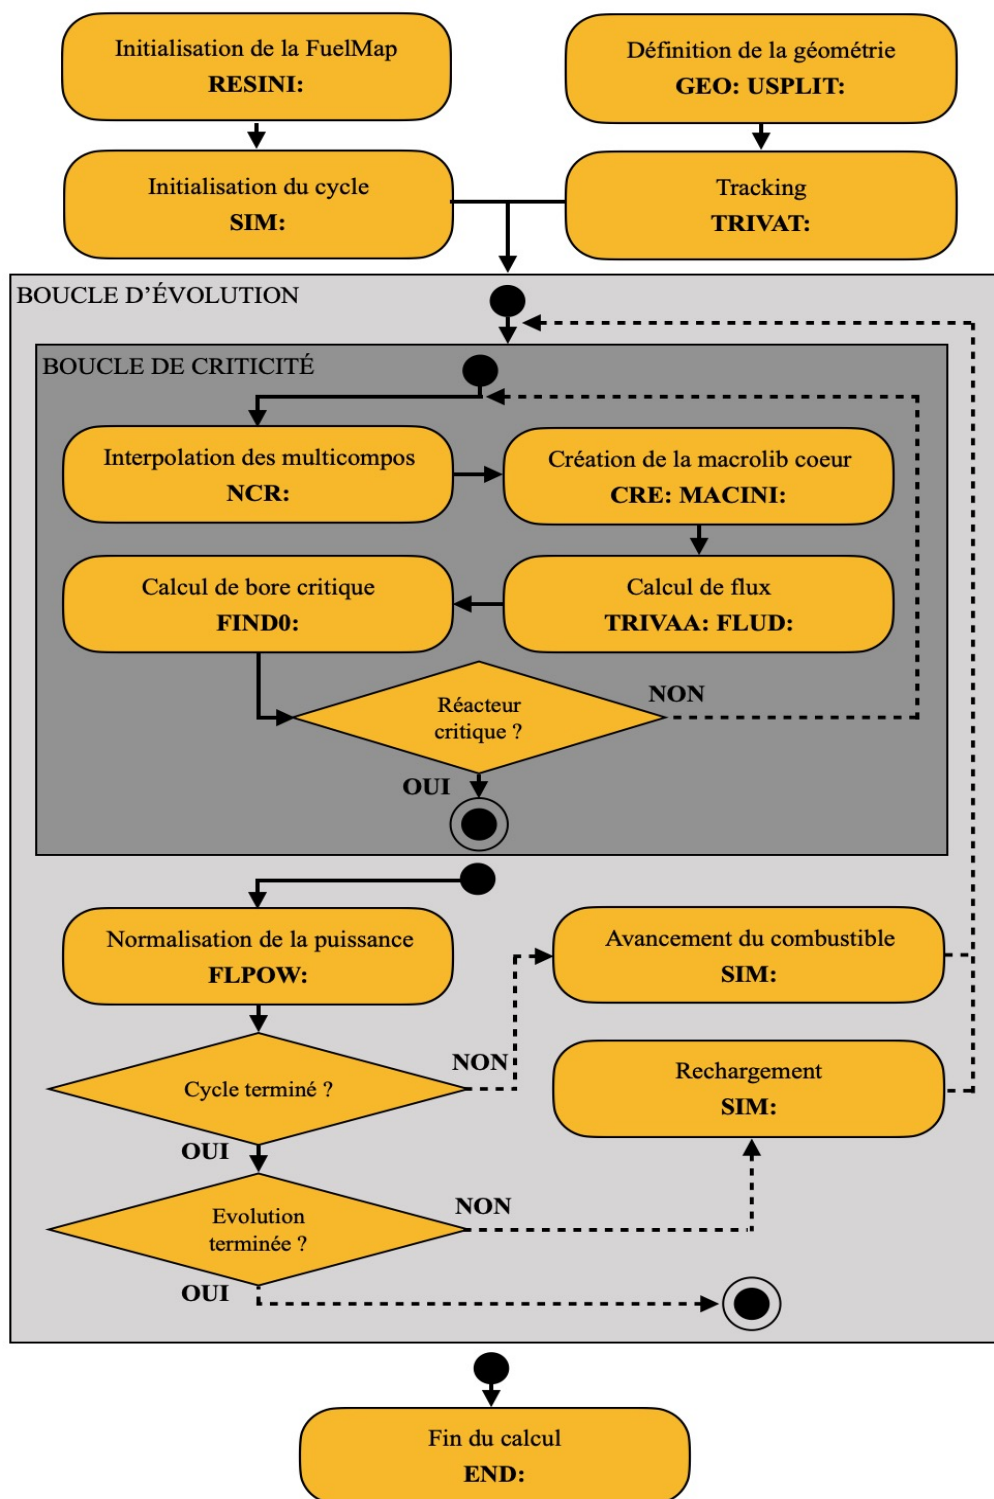 Initialisation de la FuelMap
RESINI:
Définition de la géométrie
GEO: USPLIT:
Initialisation du cycle
SIM:
Tracking
TRIVAT:
BOUCLE D'ÉVOLUTION
BOUCLE DE CRITICITÉ
Interpolation des multicompos
NCR:
Création de la macrolib coeur
CRE: MACINI:
Calcul de bore critique
FIND0:
Calcul de flux
TRIVAA: FLUD:
Réacteur
critique ?
NON
OUI
Normalisation de la puissance
FLPOW:
Avancement du combustible
SIM:
Cycle terminé ?
NON
OUI
Rechargement
SIM:
Evolution
terminée ?
NON
OUI
Fin du calcul
END: